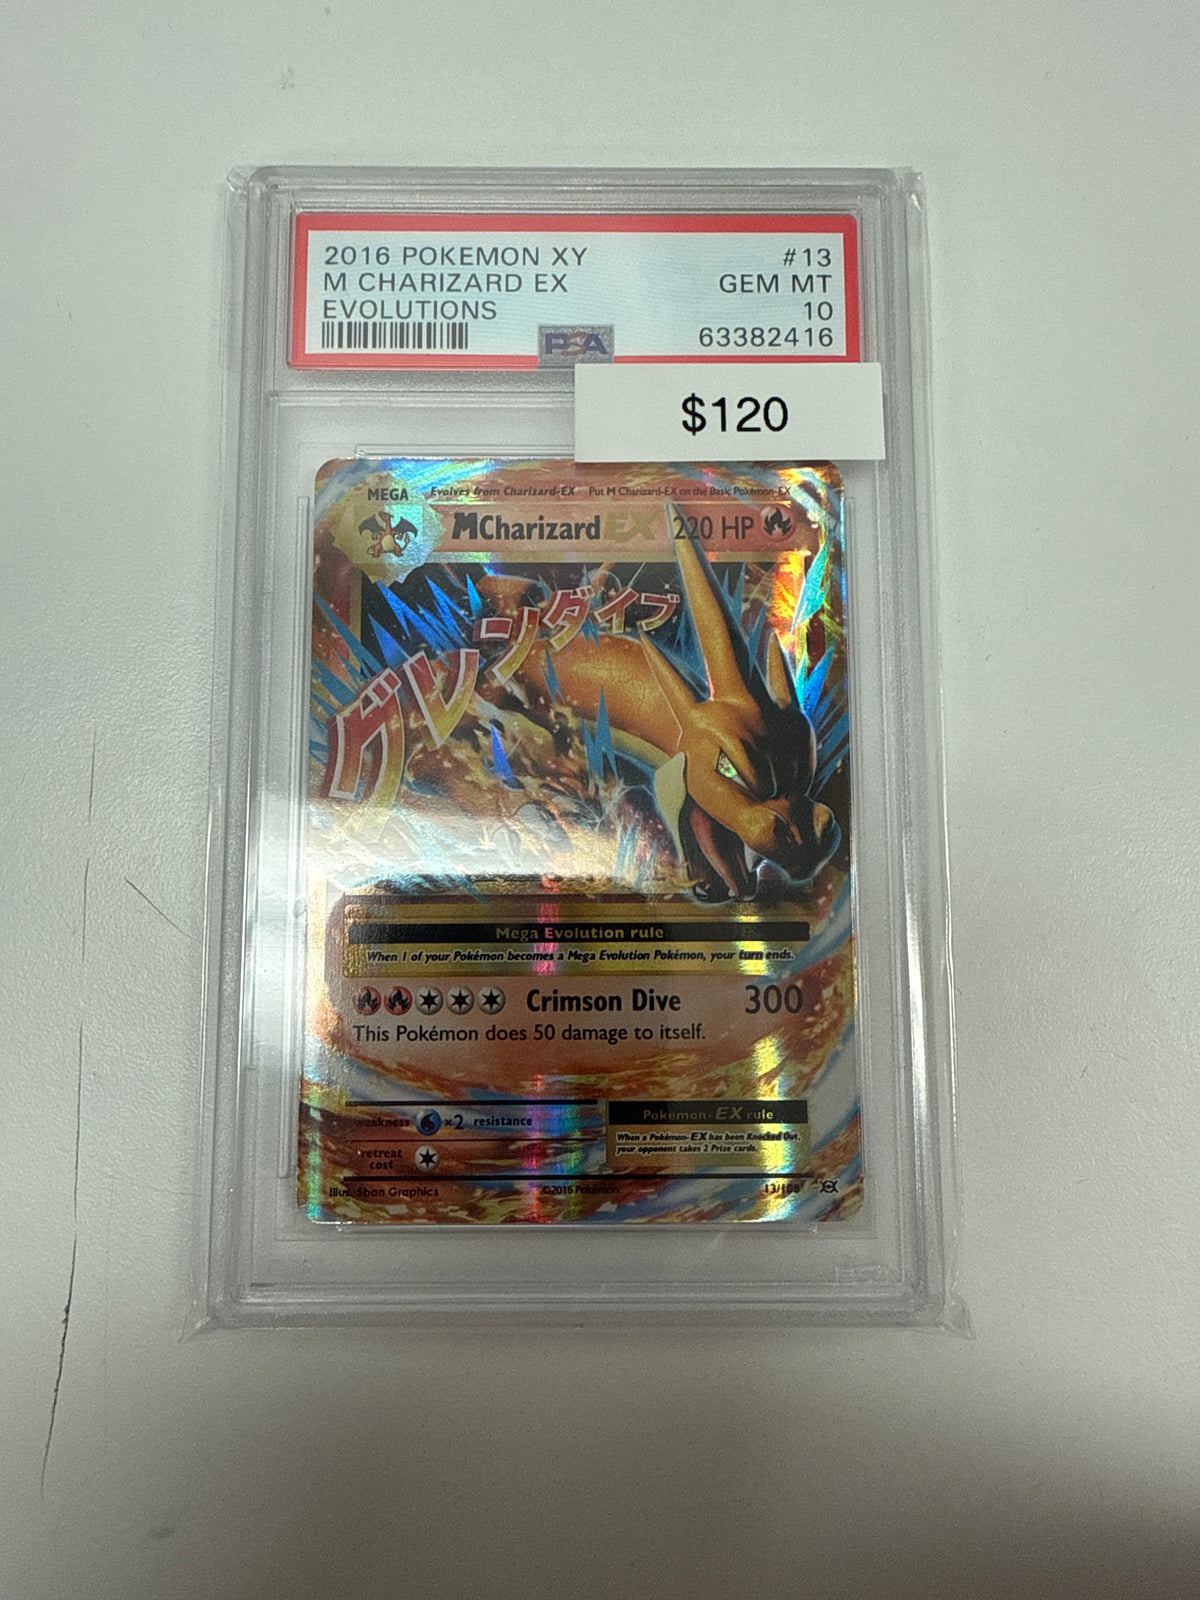 2016 POKEMON XY #13
M CHARIZARD EX GEM MT
EVOLUTIONS 10
PSA 63382416
$120
MEGA Evolves from Charizard-EX Put M Charizard-EX on the Basic Pokémon-EX
MCharizard EX 220 HP
グレンダイブ
Mega Evolution rule
When 1 of your Pokémon becomes a Mega Evolution Pokémon, your turn ends.
Crimson Dive 300
This Pokémon does 50 damage to itself.
weakness ×2 resistance
retreat
cost
Pokémon-EX rule
When a Pokémon-EX has been Knocked Out,
your opponent takes 2 Prize cards.
Illus. 5ban Graphics ©2016 Pokémon 13/108